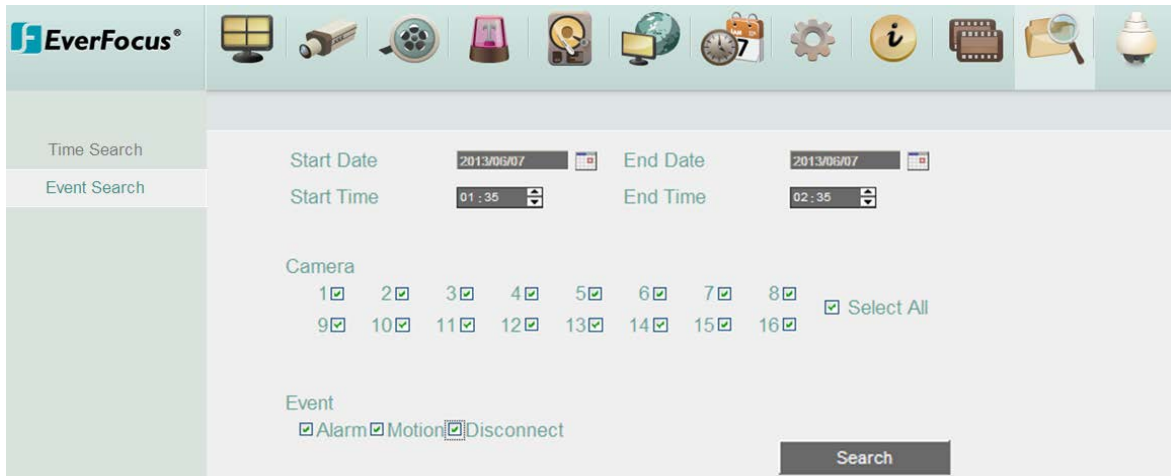 EverFocus®
7
i
Time Search
Event Search
Start Date 2013/06/07 End Date 2013/06/07
Start Time 01:35 End Time 02:35
Camera
1 2 3 4 5 6 7 8
Select All
9 10 11 12 13 14 15 16
Event
Alarm Motion Disconnect
Search